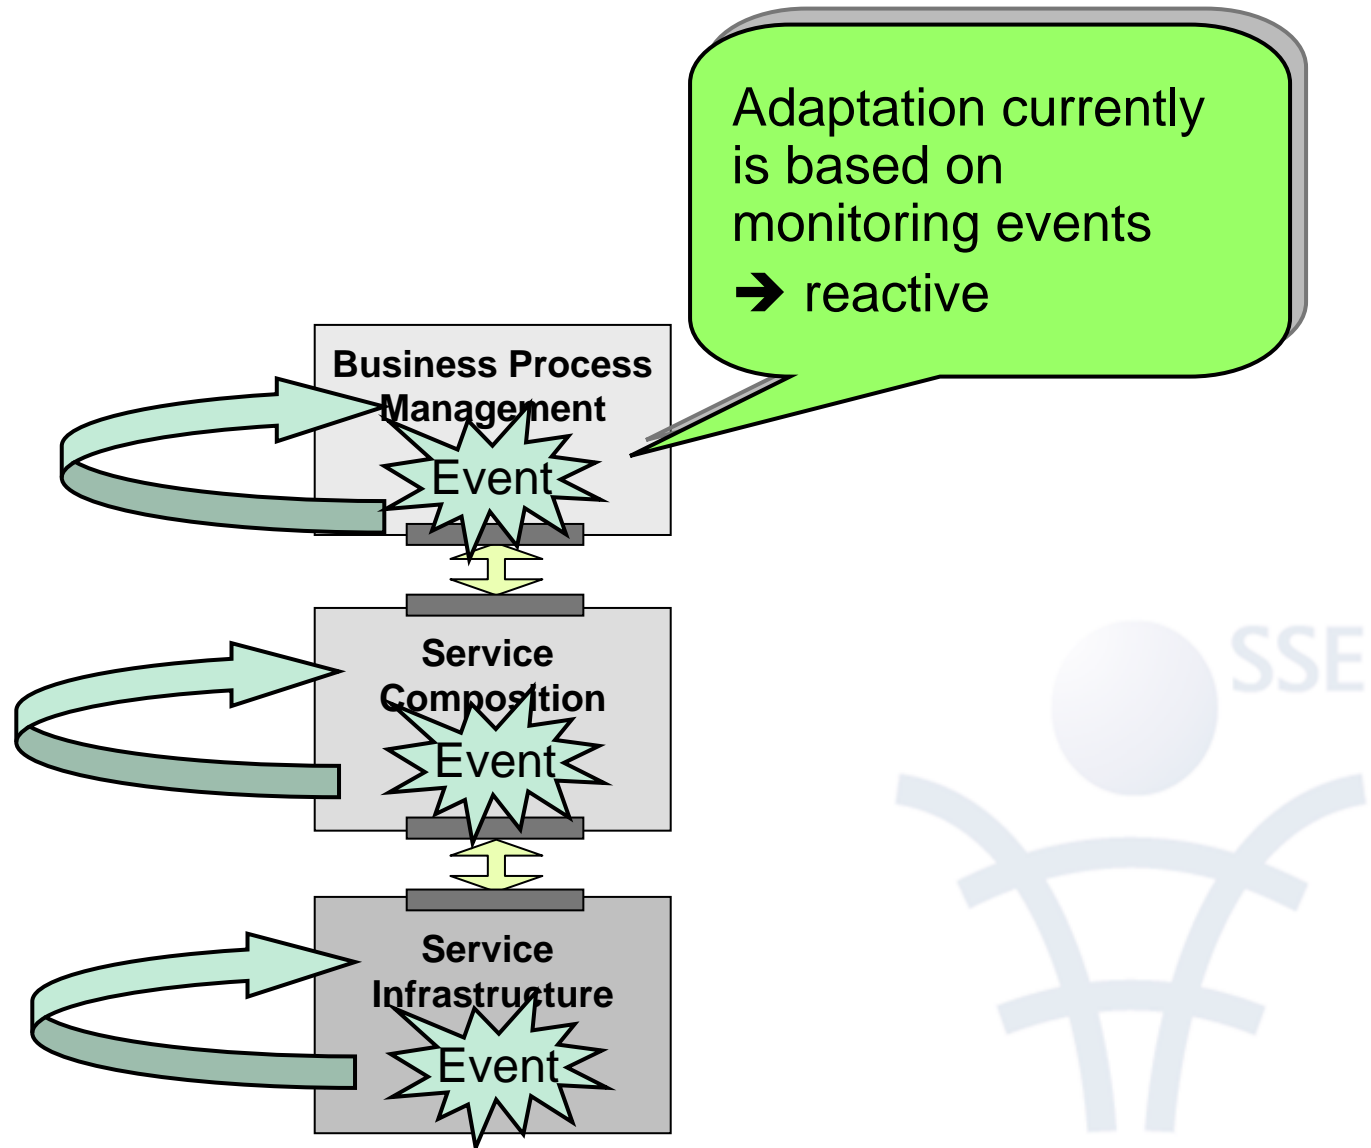 Adaptation currently
is based on
monitoring events
➔ reactive
Business Process
Management
Event
Service
Composition
Event
Service
Infrastructure
Event
SSE